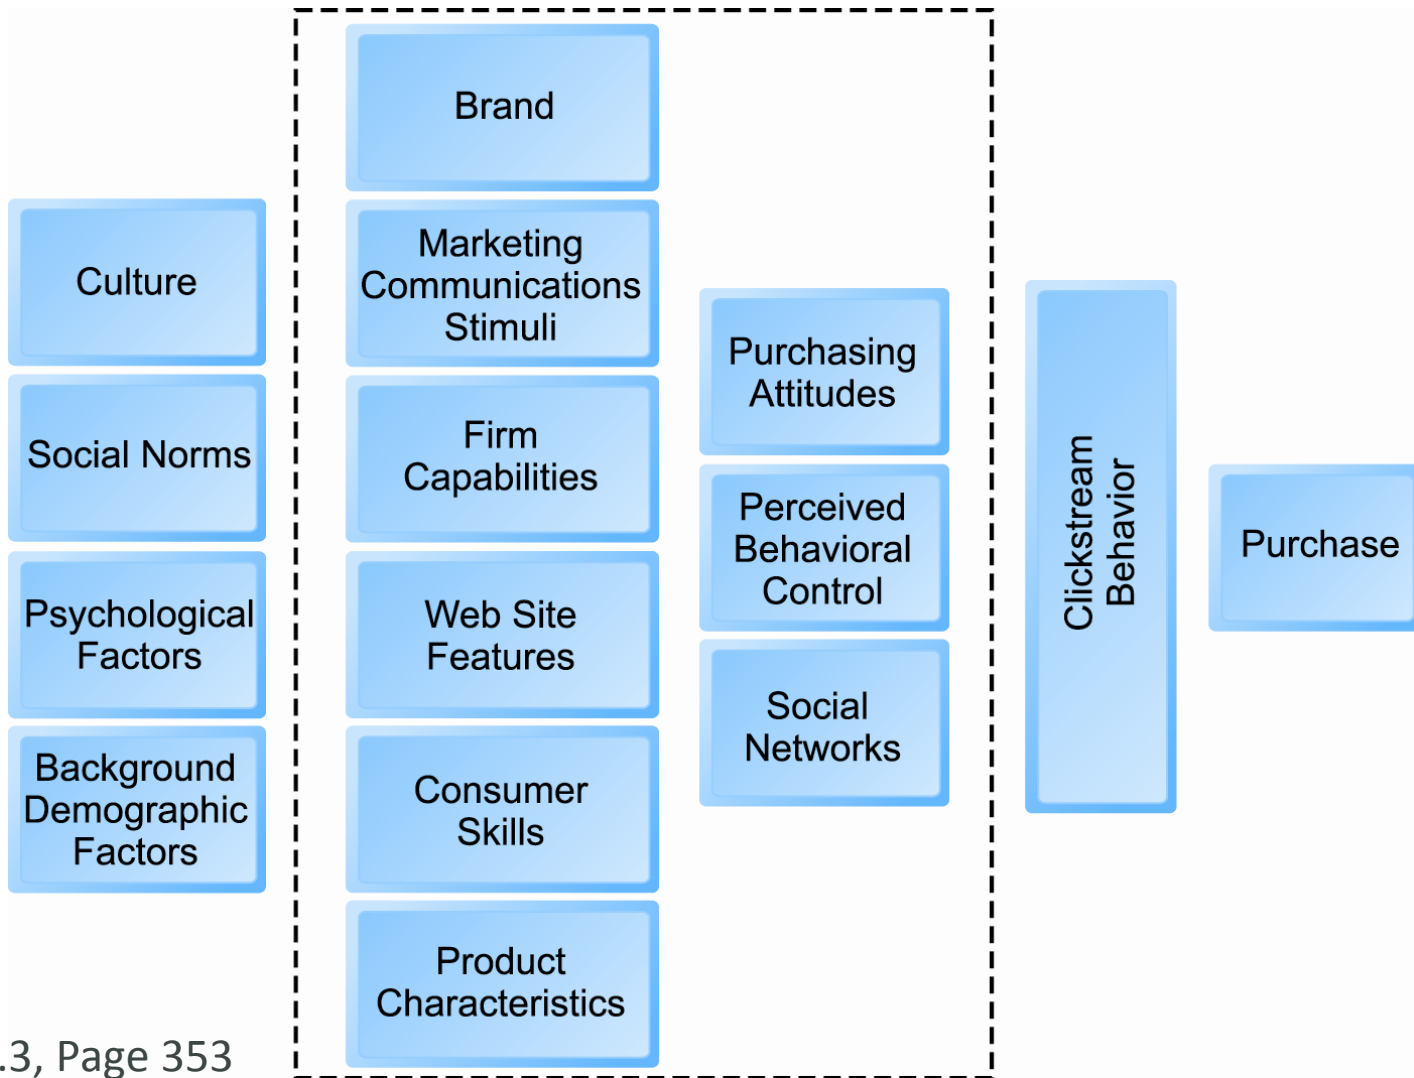 Culture
Social Norms
Psychological
Factors
Background
Demographic
Factors
Brand
Marketing
Communications
Stimuli
Firm
Capabilities
Web Site
Features
Consumer
Skills
Product
Characteristics
Purchasing
Attitudes
Perceived
Behavioral
Control
Social
Networks
Clickstream
Behavior
Purchase
.3, Page 353